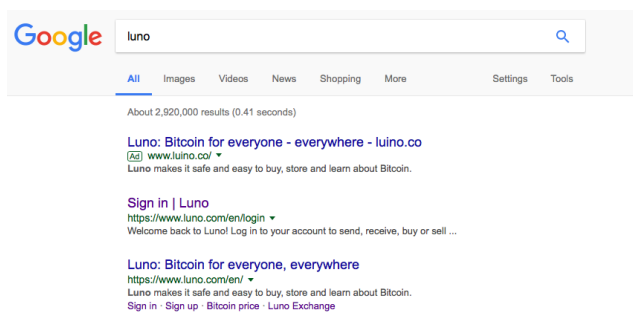 Google
luno
All Images Videos News Shopping More Settings Tools
About 2,920,000 results (0.41 seconds)
Luno: Bitcoin for everyone - everywhere - luino.co
Ad www.luino.co/
Luno makes it safe and easy to buy, store and learn about Bitcoin.
Sign in | Luno
https://www.luno.com/en/login
Welcome back to Luno! Log in to your account to send, receive, buy or sell ...
Luno: Bitcoin for everyone, everywhere
https://www.luno.com/en/
Luno makes it safe and easy to buy, store and learn about Bitcoin.
Sign in · Sign up · Bitcoin price · Luno Exchange